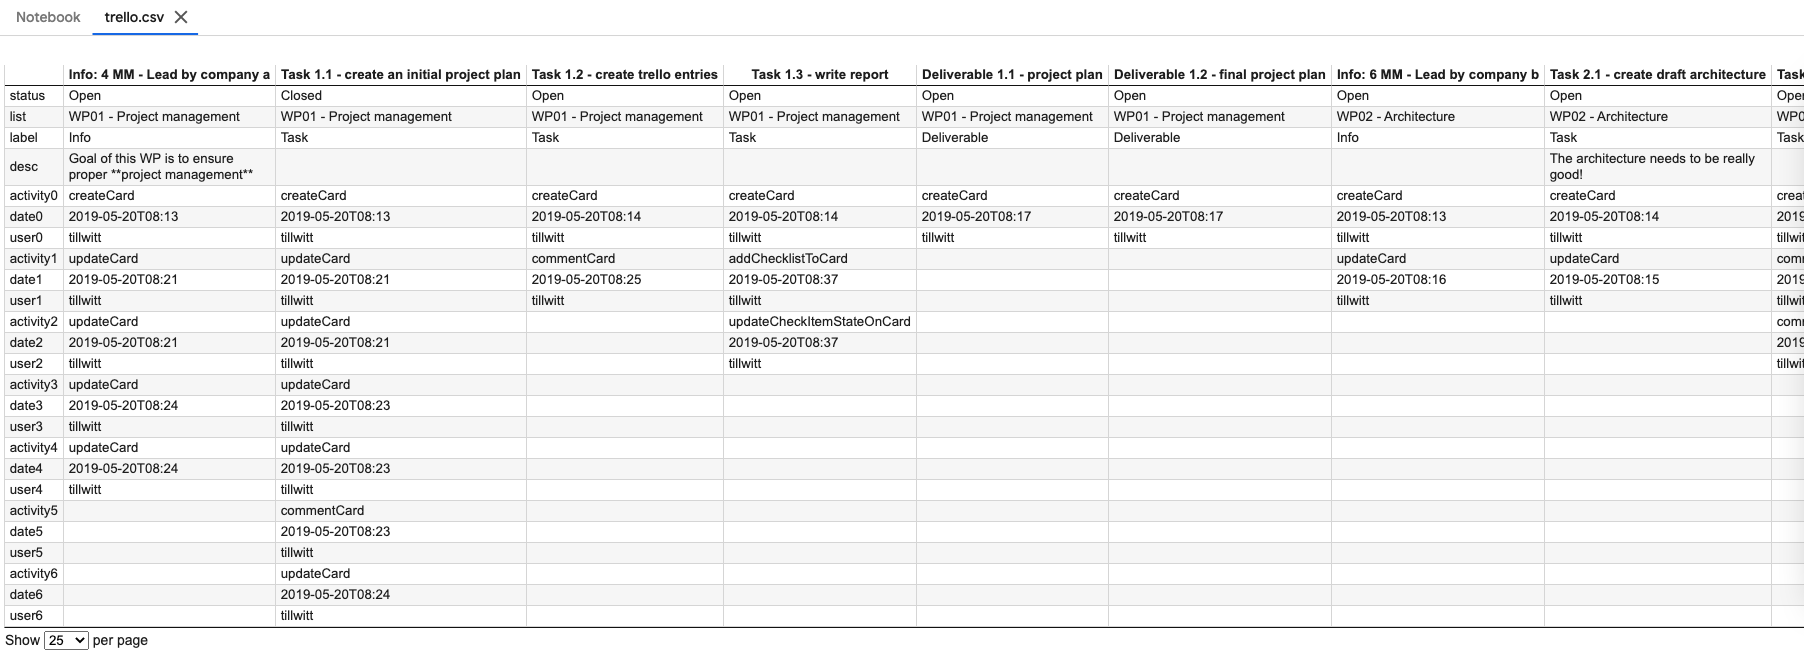 Notebook trello.csv
Info: 4 MM - Lead by company a Task 1.1 - create an initial project plan Task 1.2 - create trello entries Task 1.3 - write report Deliverable 1.1 - project plan Deliverable 1.2 - final project plan Info: 6 MM - Lead by company b Task 2.1 - create draft architecture Task
status Open Closed Open Open Open Open Open Open
list WP01 - Project management WP01 - Project management WP01 - Project management WP01 - Project management WP01 - Project management WP01 - Project management WP02 - Architecture WP02 - Architecture
label Info Task Task Task Deliverable Deliverable Info Task Task
desc Goal of this WP is to ensure The architecture needs to be really
proper **project management** good!
activity0 createCard createCard createCard createCard createCard createCard createCard createCard
date0 2019-05-20T08:13 2019-05-20T08:13 2019-05-20T08:14 2019-05-20T08:14 2019-05-20T08:17 2019-05-20T08:17 2019-05-20T08:13 2019-05-20T08:14 2019
user0 tillwitt tillwitt tillwitt tillwitt tillwitt tillwitt tillwitt tillwitt
activity1 updateCard updateCard commentCard addChecklistToCard updateCard updateCard
date1 2019-05-20T08:21 2019-05-20T08:21 2019-05-20T08:25 2019-05-20T08:37 2019-05-20T08:16 2019-05-20T08:15 2019
user1 tillwitt tillwitt tillwitt tillwitt tillwitt tillwitt
activity2 updateCard updateCard updateCheckItemStateOnCard
date2 2019-05-20T08:21 2019-05-20T08:21 2019-05-20T08:37 2019
user2 tillwitt tillwitt tillwitt
activity3 updateCard updateCard
date3 2019-05-20T08:24 2019-05-20T08:23
user3 tillwitt tillwitt
activity4 updateCard updateCard
date4 2019-05-20T08:24 2019-05-20T08:23
user4 tillwitt tillwitt
activity5 commentCard
date5 2019-05-20T08:23
user5 tillwitt
activity6 updateCard
date6 2019-05-20T08:24
user6 tillwitt
Show 25 per page